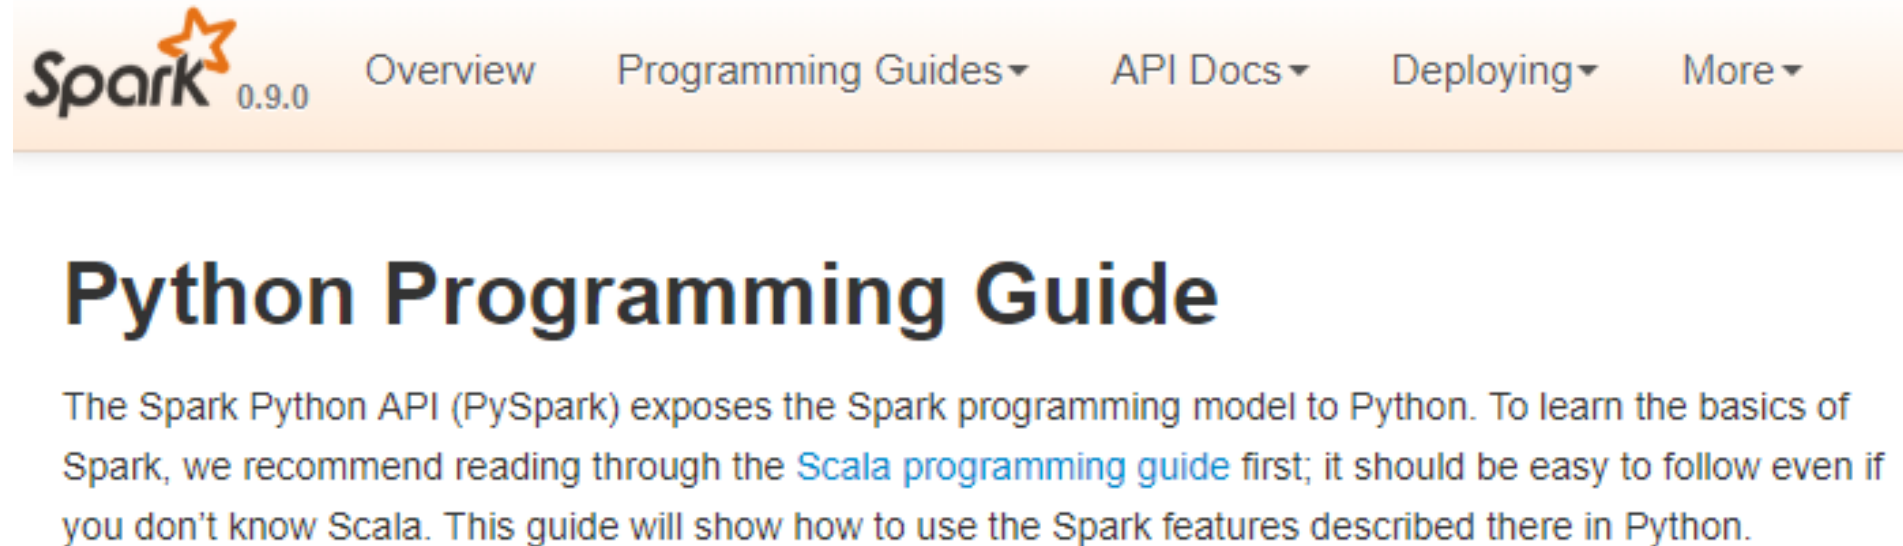 Spark 0.9.0 Overview Programming Guides API Docs Deploying More
Python Programming Guide
The Spark Python API (PySpark) exposes the Spark programming model to Python. To learn the basics of
Spark, we recommend reading through the Scala programming guide first; it should be easy to follow even if
you don’t know Scala. This guide will show how to use the Spark features described there in Python.